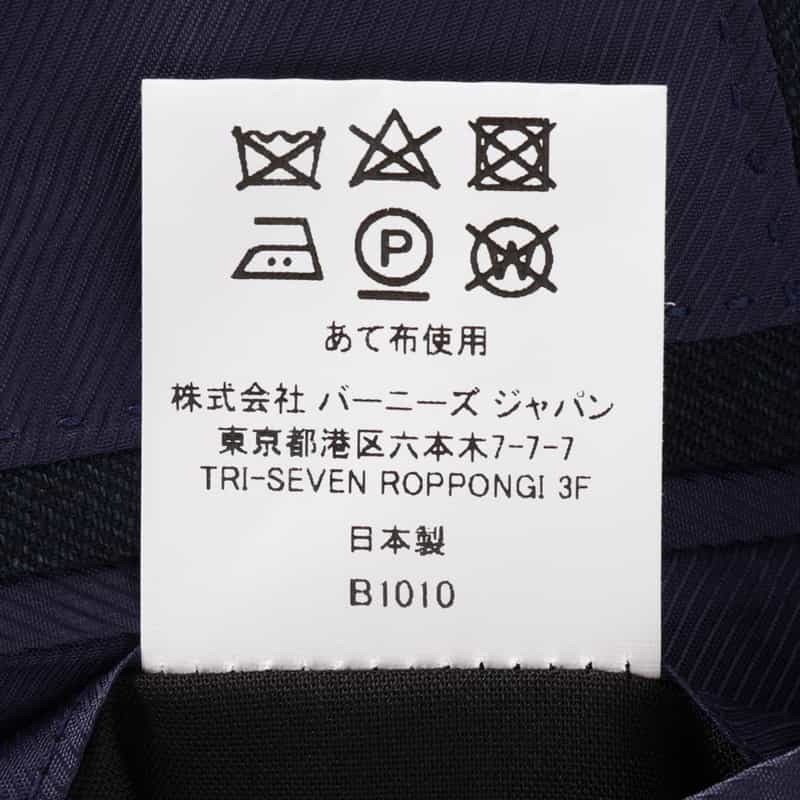 P W
あて布使用
株式会社 バーニーズ ジャパン
東京都港区六本木7-7-7
TRI-SEVEN ROPPONGI 3F
日本製
B1010